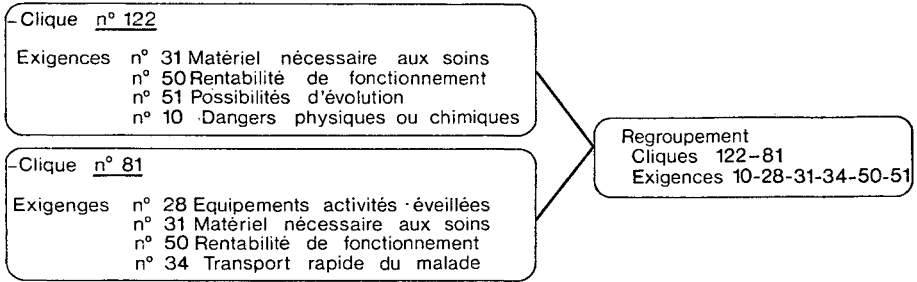 Clique n° 122
Exigences n° 31 Matériel nécessaire aux soins
n° 50 Rentabilité de fonctionnement
n° 51 Possibilités d'évolution
n° 10 Dangers physiques ou chimiques
Clique n° 81
Exigenges n° 28 Equipements activités éveillées
n° 31 Matériel nécessaire aux soins
n° 50 Rentabilité de fonctionnement
n° 34 Transport rapide du malade
Regroupement
Cliques 122-81
Exigences 10-28-31-34-50-51